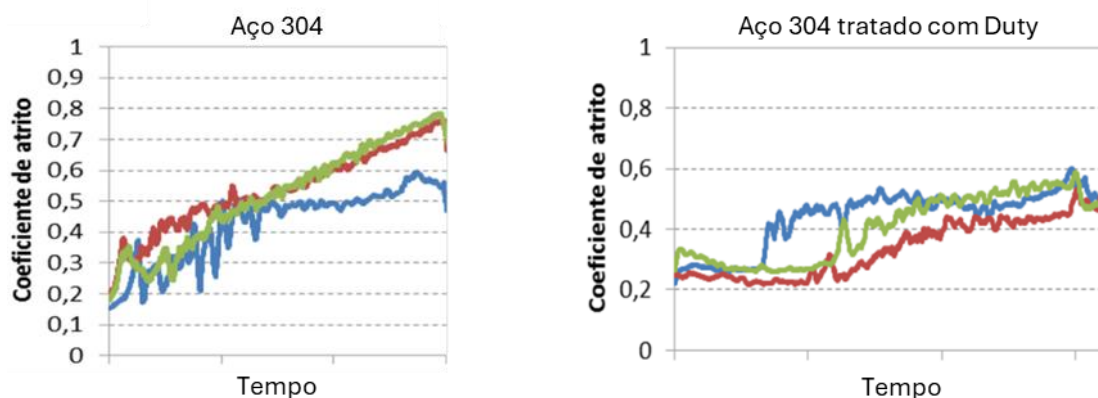 Aço 304
Coeficiente de atrito
1
0,9
0,8
0,7
0,6
0,5
0,4
0,3
0,2
0,1
0
Tempo
Aço 304 tratado com Duty
Coeficiente de atrito
1
0,8
0,6
0,4
0,2
0
Tempo